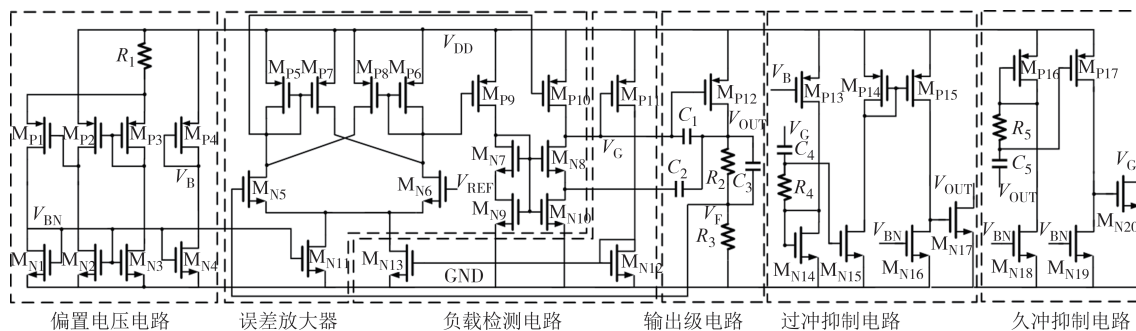 R1
VDD
MP5
MP7
MP8
MP6
MP9
MP10
MP11
MP12
VB
MP13
MP14
MP15
MP16
MP17
MP1
MP2
MP3
MP4
VB
C1
VOUT
VG
C2
R2
C3
VG
C4
R4
R5
C5
VOUT
VG
MN5
MN6
VREF
MN7
MN8
MN9
MN10
VF
R3
VOUT
MN20
VBN
MN1
MN2
MN3
MN4
MN11
MN13
GND
MN12
MN14
MN15
VBN
MN16
MN17
VBN
MN18
VBN
MN19
偏置电压电路
误差放大器
负载检测电路
输出级电路
过冲抑制电路
欠冲抑制电路